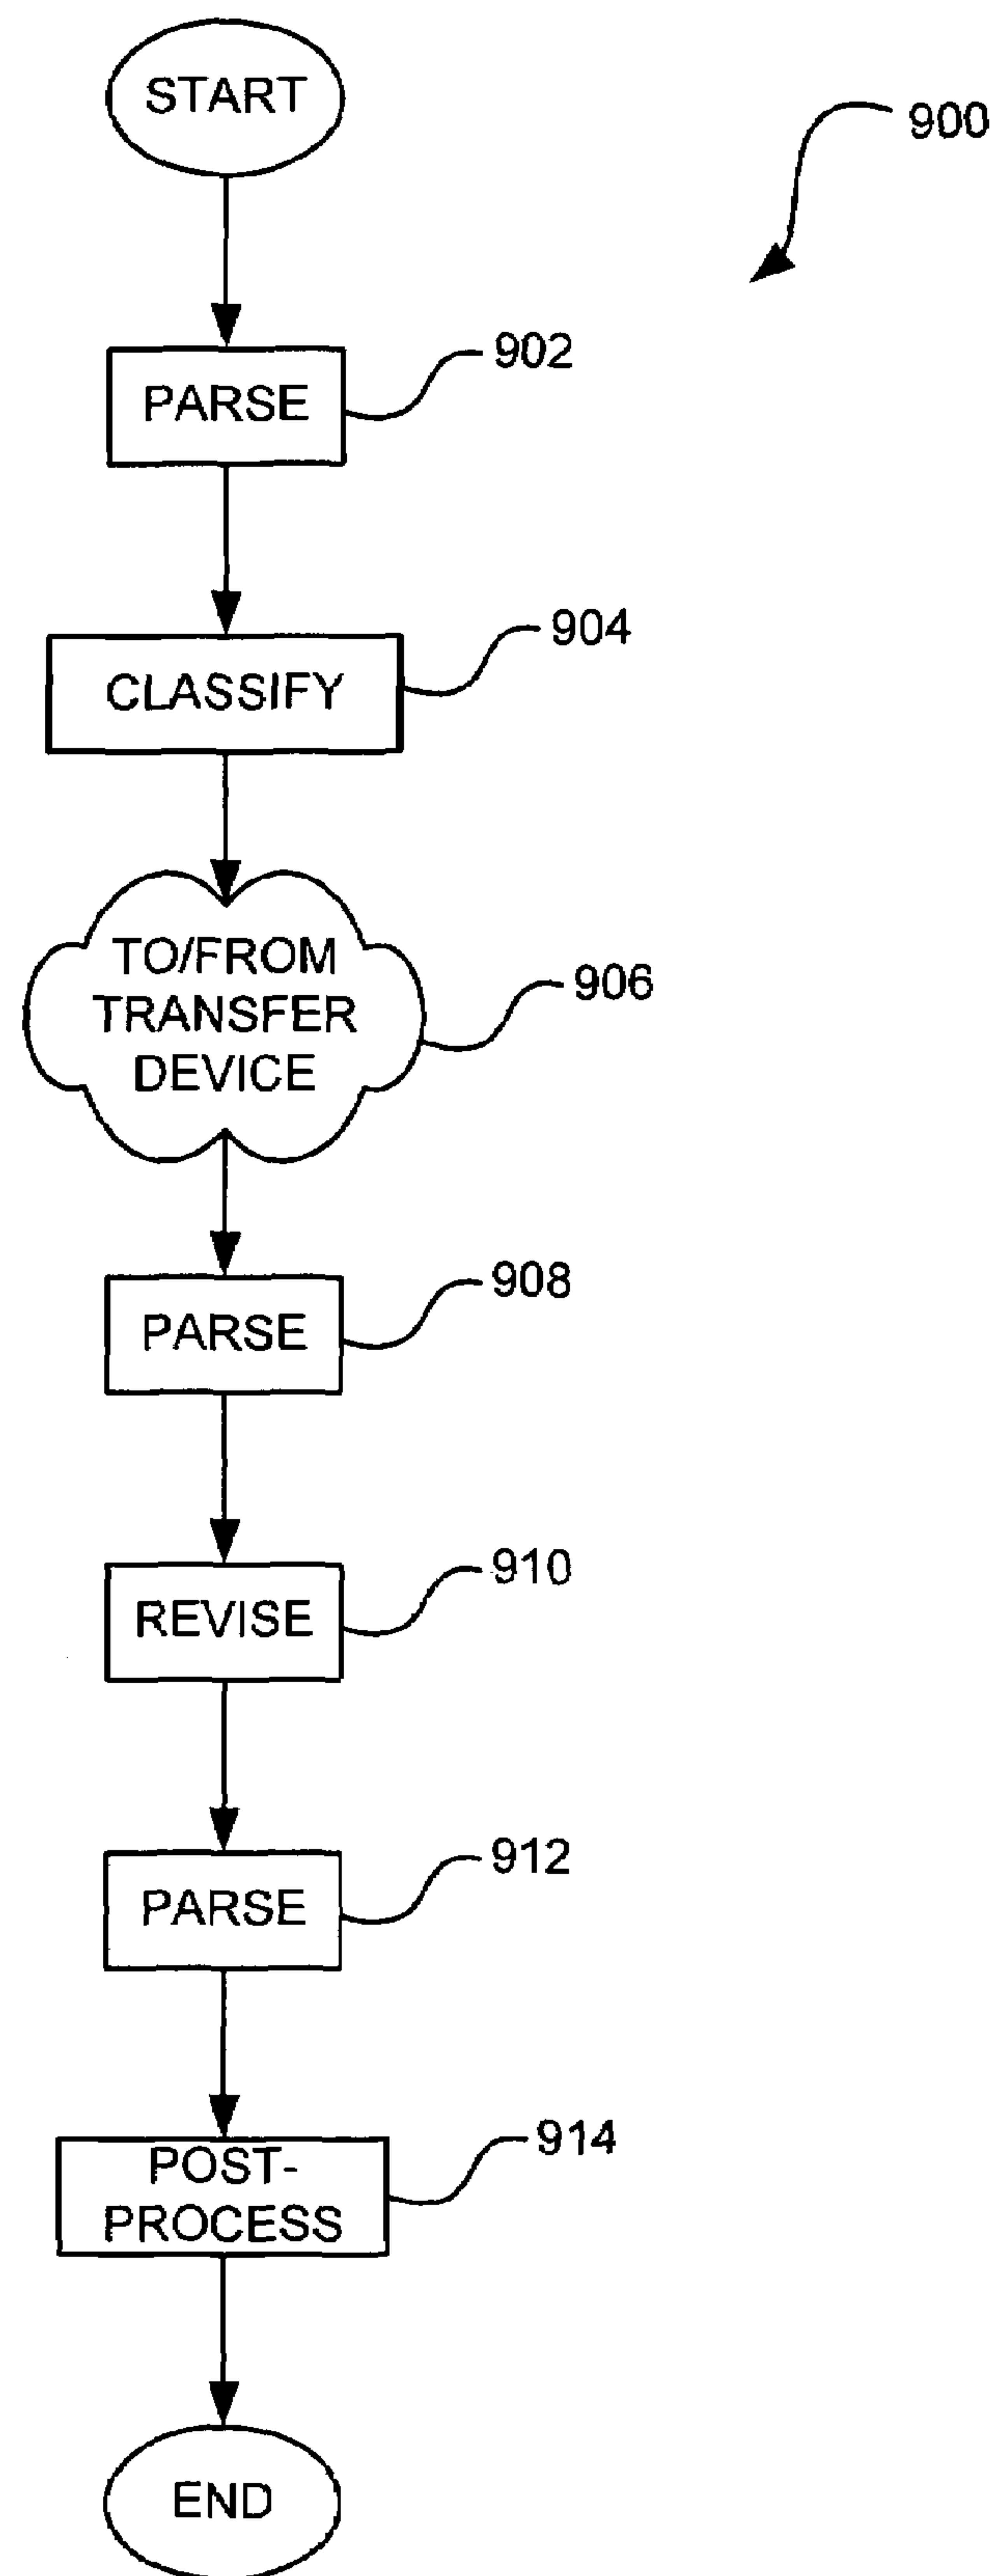 START
900
902
PARSE
904
CLASSIFY
TO/FROM
TRANSFER
DEVICE
906
908
PARSE
910
REVISE
912
PARSE
914
POST-
PROCESS
END